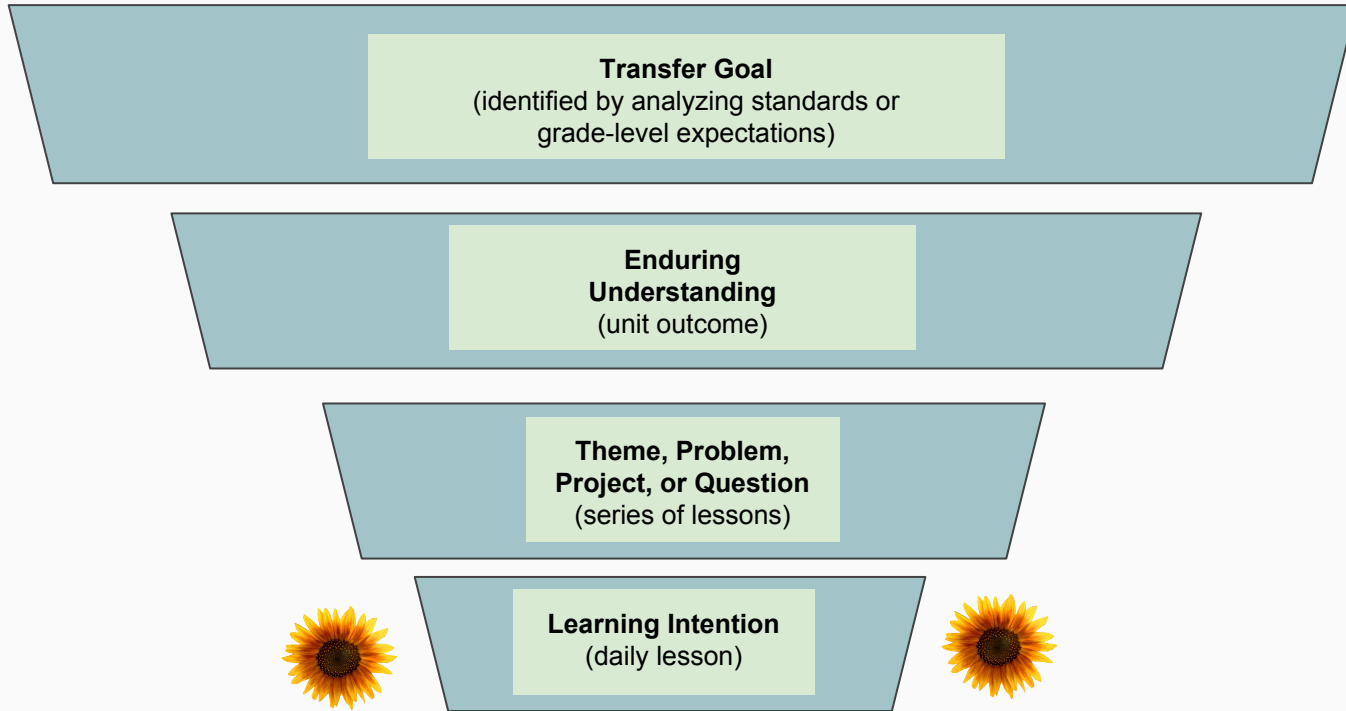 Transfer Goal
(identified by analyzing standards or
grade-level expectations)
Enduring
Understanding
(unit outcome)
Theme, Problem,
Project, or Question
(series of lessons)
Learning Intention
(daily lesson)